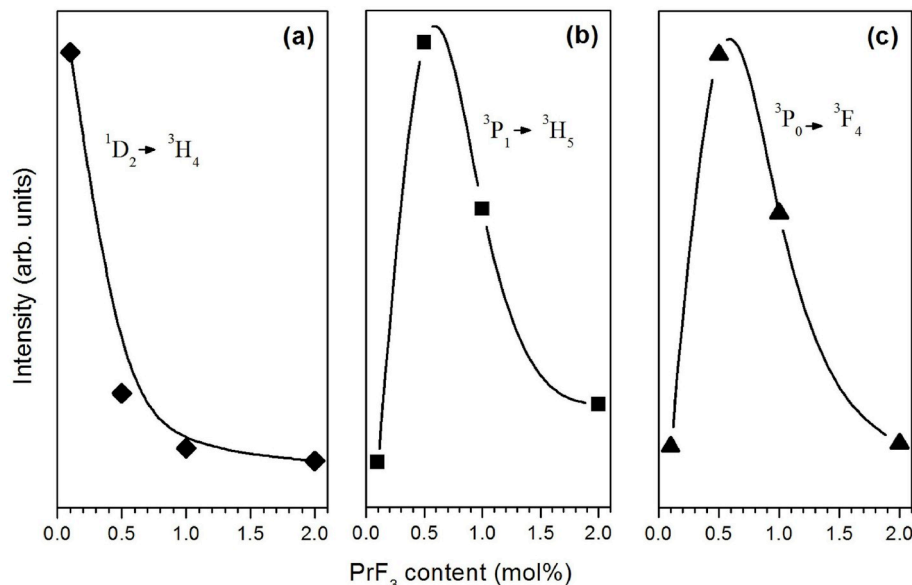 (a)
(b)
(c)
¹D₂→ ³H₄
³P₁→ ³H₅
³P₀→ ³F₄
Intensity (arb. units)
0.0 0.5 1.0 1.5 2.0
0.0 0.5 1.0 1.5 2.0
0.0 0.5 1.0 1.5 2.0
PrF₃ content (mol%)